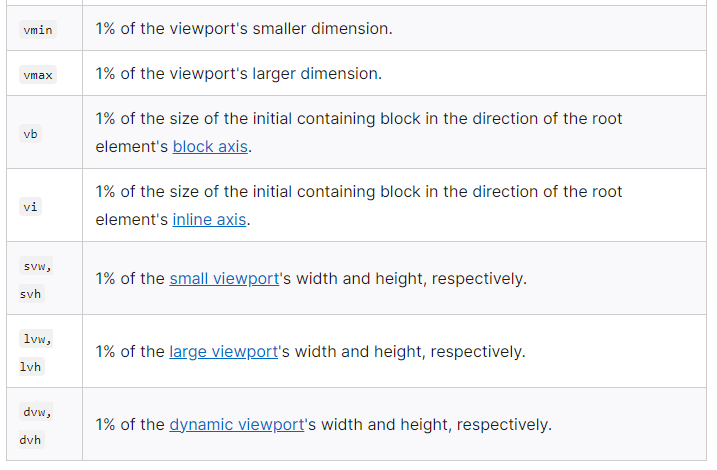 vmin 1% of the viewport's smaller dimension.
vmax 1% of the viewport's larger dimension.
vb 1% of the size of the initial containing block in the direction of the root
element's block axis.
vi 1% of the size of the initial containing block in the direction of the root
element's inline axis.
svw,
svh
1% of the small viewport's width and height, respectively.
lvw,
lvh
1% of the large viewport's width and height, respectively.
dvw,
dvh
1% of the dynamic viewport's width and height, respectively.